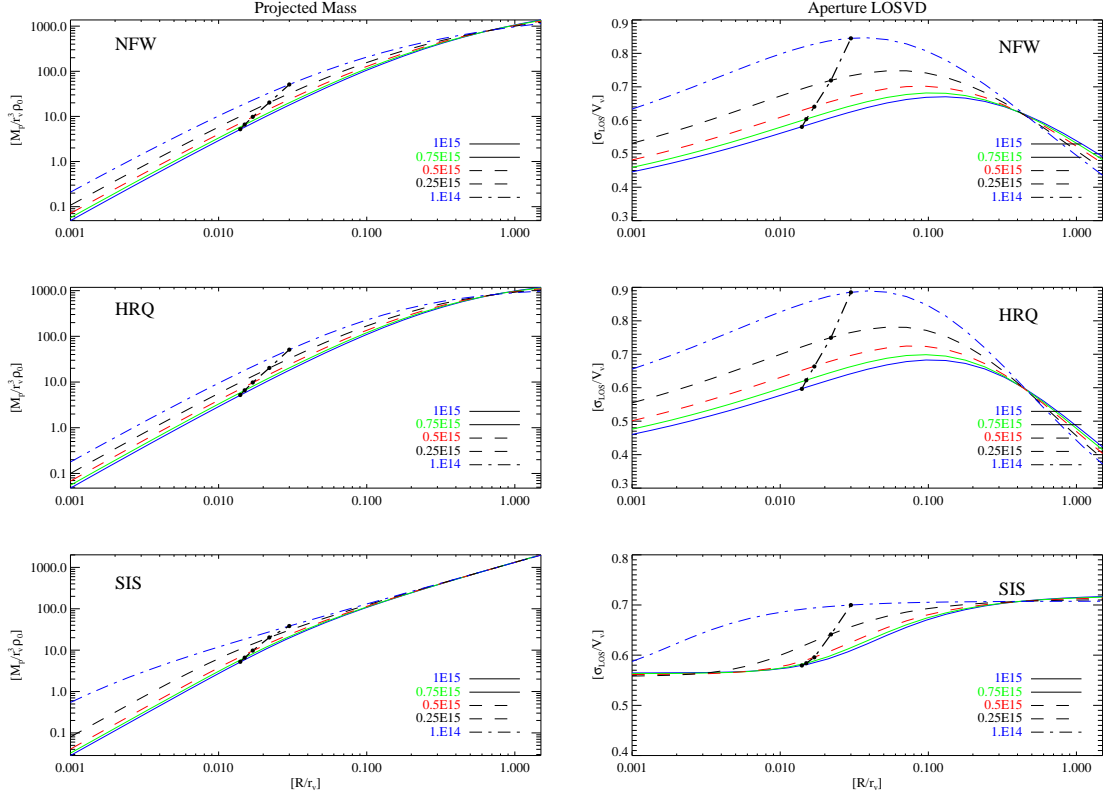 Projected Mass
Aperture LOSVD
NFW
1000.0
100.0
10.0
1.0
0.1
[M_p/r_v^3 ρ_0]
1E15
0.75E15
0.5E15
0.25E15
1.E14
0.001 0.010 0.100 1.000
NFW
0.9
0.8
0.7
0.6
0.5
0.4
0.3
[σ_LOS/V_v]
1E15
0.75E15
0.5E15
0.25E15
1.E14
0.001 0.010 0.100 1.000
HRQ
1000.0
100.0
10.0
1.0
0.1
[M_p/r_v^3 ρ_0]
1E15
0.75E15
0.5E15
0.25E15
1.E14
0.001 0.010 0.100 1.000
HRQ
0.9
0.8
0.7
0.6
0.5
0.4
0.3
[σ_LOS/V_v]
1E15
0.75E15
0.5E15
0.25E15
1.E14
0.001 0.010 0.100 1.000
SIS
1000.0
100.0
10.0
1.0
0.1
[M_p/r_v^3 ρ_0]
1E15
0.75E15
0.5E15
0.25E15
1.E14
0.001 0.010 0.100 1.000
[R/r_v]
SIS
0.8
0.7
0.6
0.5
0.4
[σ_LOS/V_v]
1E15
0.75E15
0.5E15
0.25E15
1.E14
0.001 0.010 0.100 1.000
[R/r_v]